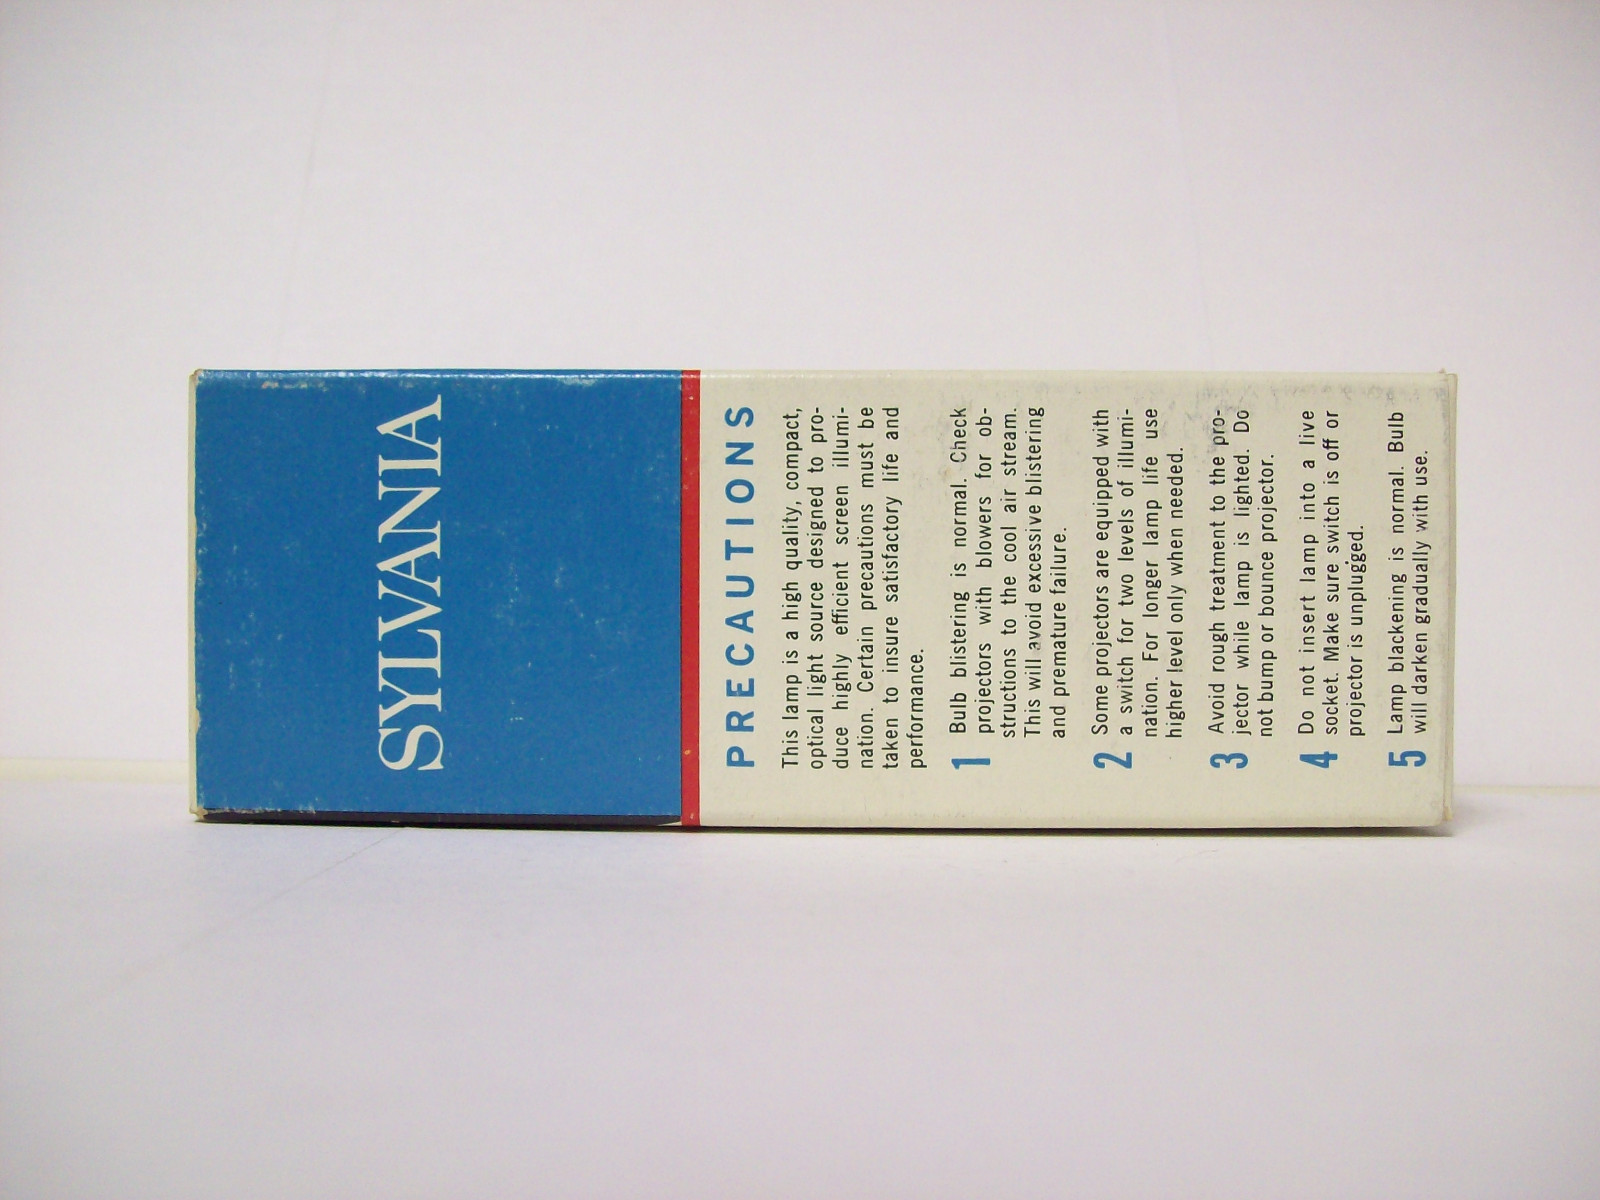 SYLVANIA
PRECAUTIONS
This lamp is a high quality, compact,
optical light source designed to pro-
duce highly efficient screen illumi-
nation. Certain precautions must be
taken to insure satisfactory life and
performance.
1 Bulb blistering is normal. Check
projectors with blowers for ob-
structions to the cool air stream.
This will avoid excessive blistering
and premature failure.
2 Some projectors are equipped with
a switch for two levels of illumi-
nation. For longer lamp life use
higher level only when needed.
3 Avoid rough treatment to the pro-
jector while lamp is lighted. Do
not bump or bounce projector.
4 Do not insert lamp into a live
socket. Make sure switch is off or
projector is unplugged.
5 Lamp blackening is normal. Bulb
will darken gradually with use.